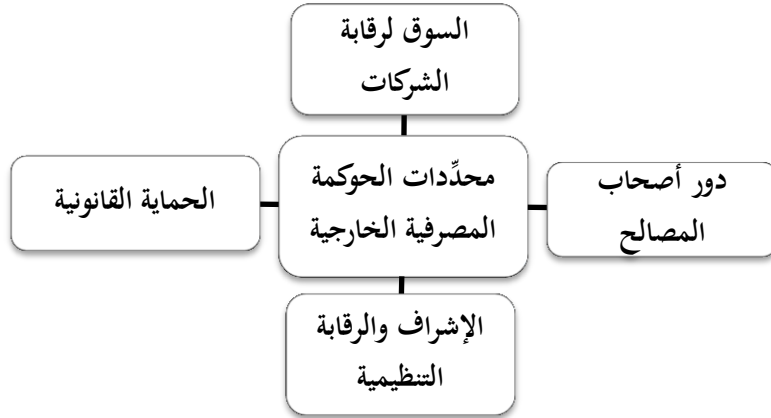 السوق لرقابة
الشركات
دور أصحاب
المصالح
محدِّدات الحوكمة
المصرفية الخارجية
الحماية القانونية
الإشراف والرقابة
التنظيمية